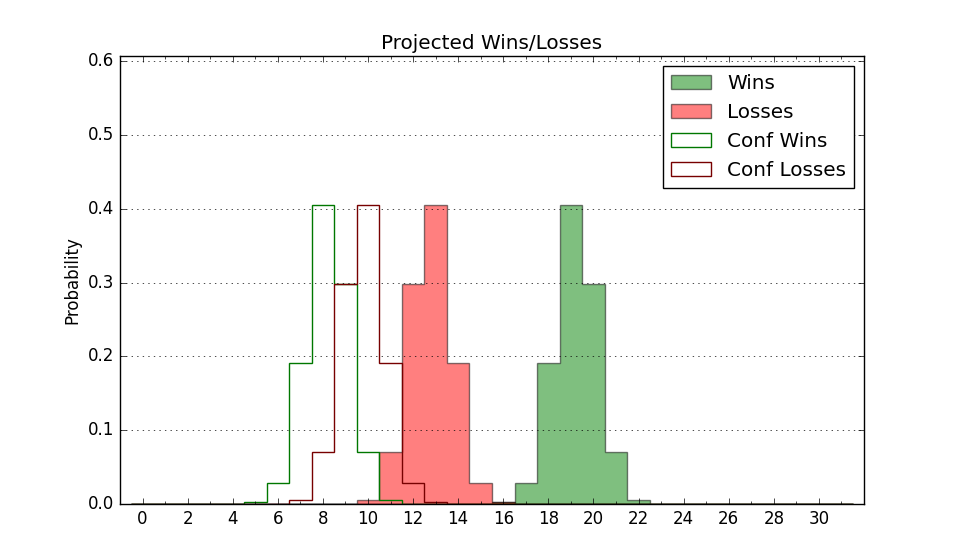 Projected Wins/Losses
0.6
0.5
0.4
0.3
0.2
0.1
0.0
Probability
Wins
Losses
Conf Wins
Conf Losses
0 2 4 6 8 10 12 14 16 18 20 22 24 26 28 30